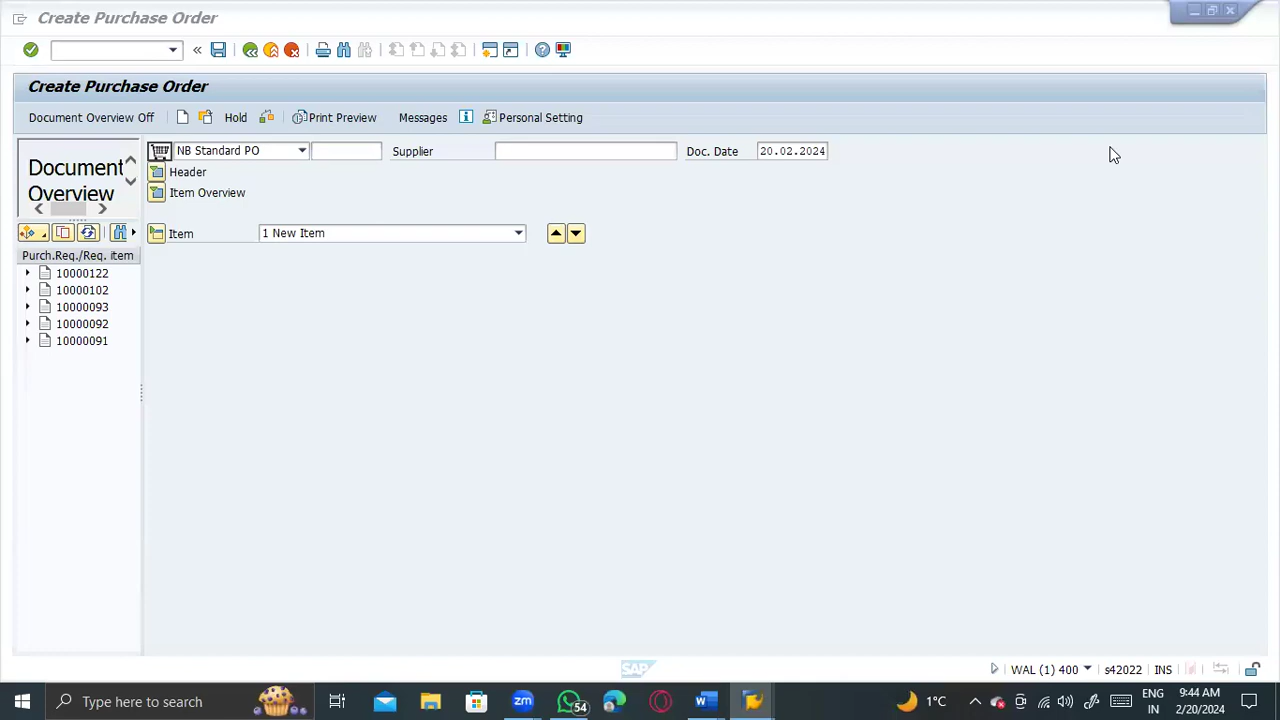 Create Purchase Order
Create Purchase Order
Document Overview Off Hold Print Preview Messages Personal Setting
Document Overview
NB Standard PO Supplier Doc. Date 20.02.2024
Header
Item Overview
Item 1 New Item
Purch.Req./Req. item
10000122
10000102
10000093
10000092
10000091
SAP
WAL (1) 400 s42022 INS
Type here to search
zm
54
1°C
ENG
IN
9:44 AM
2/20/2024